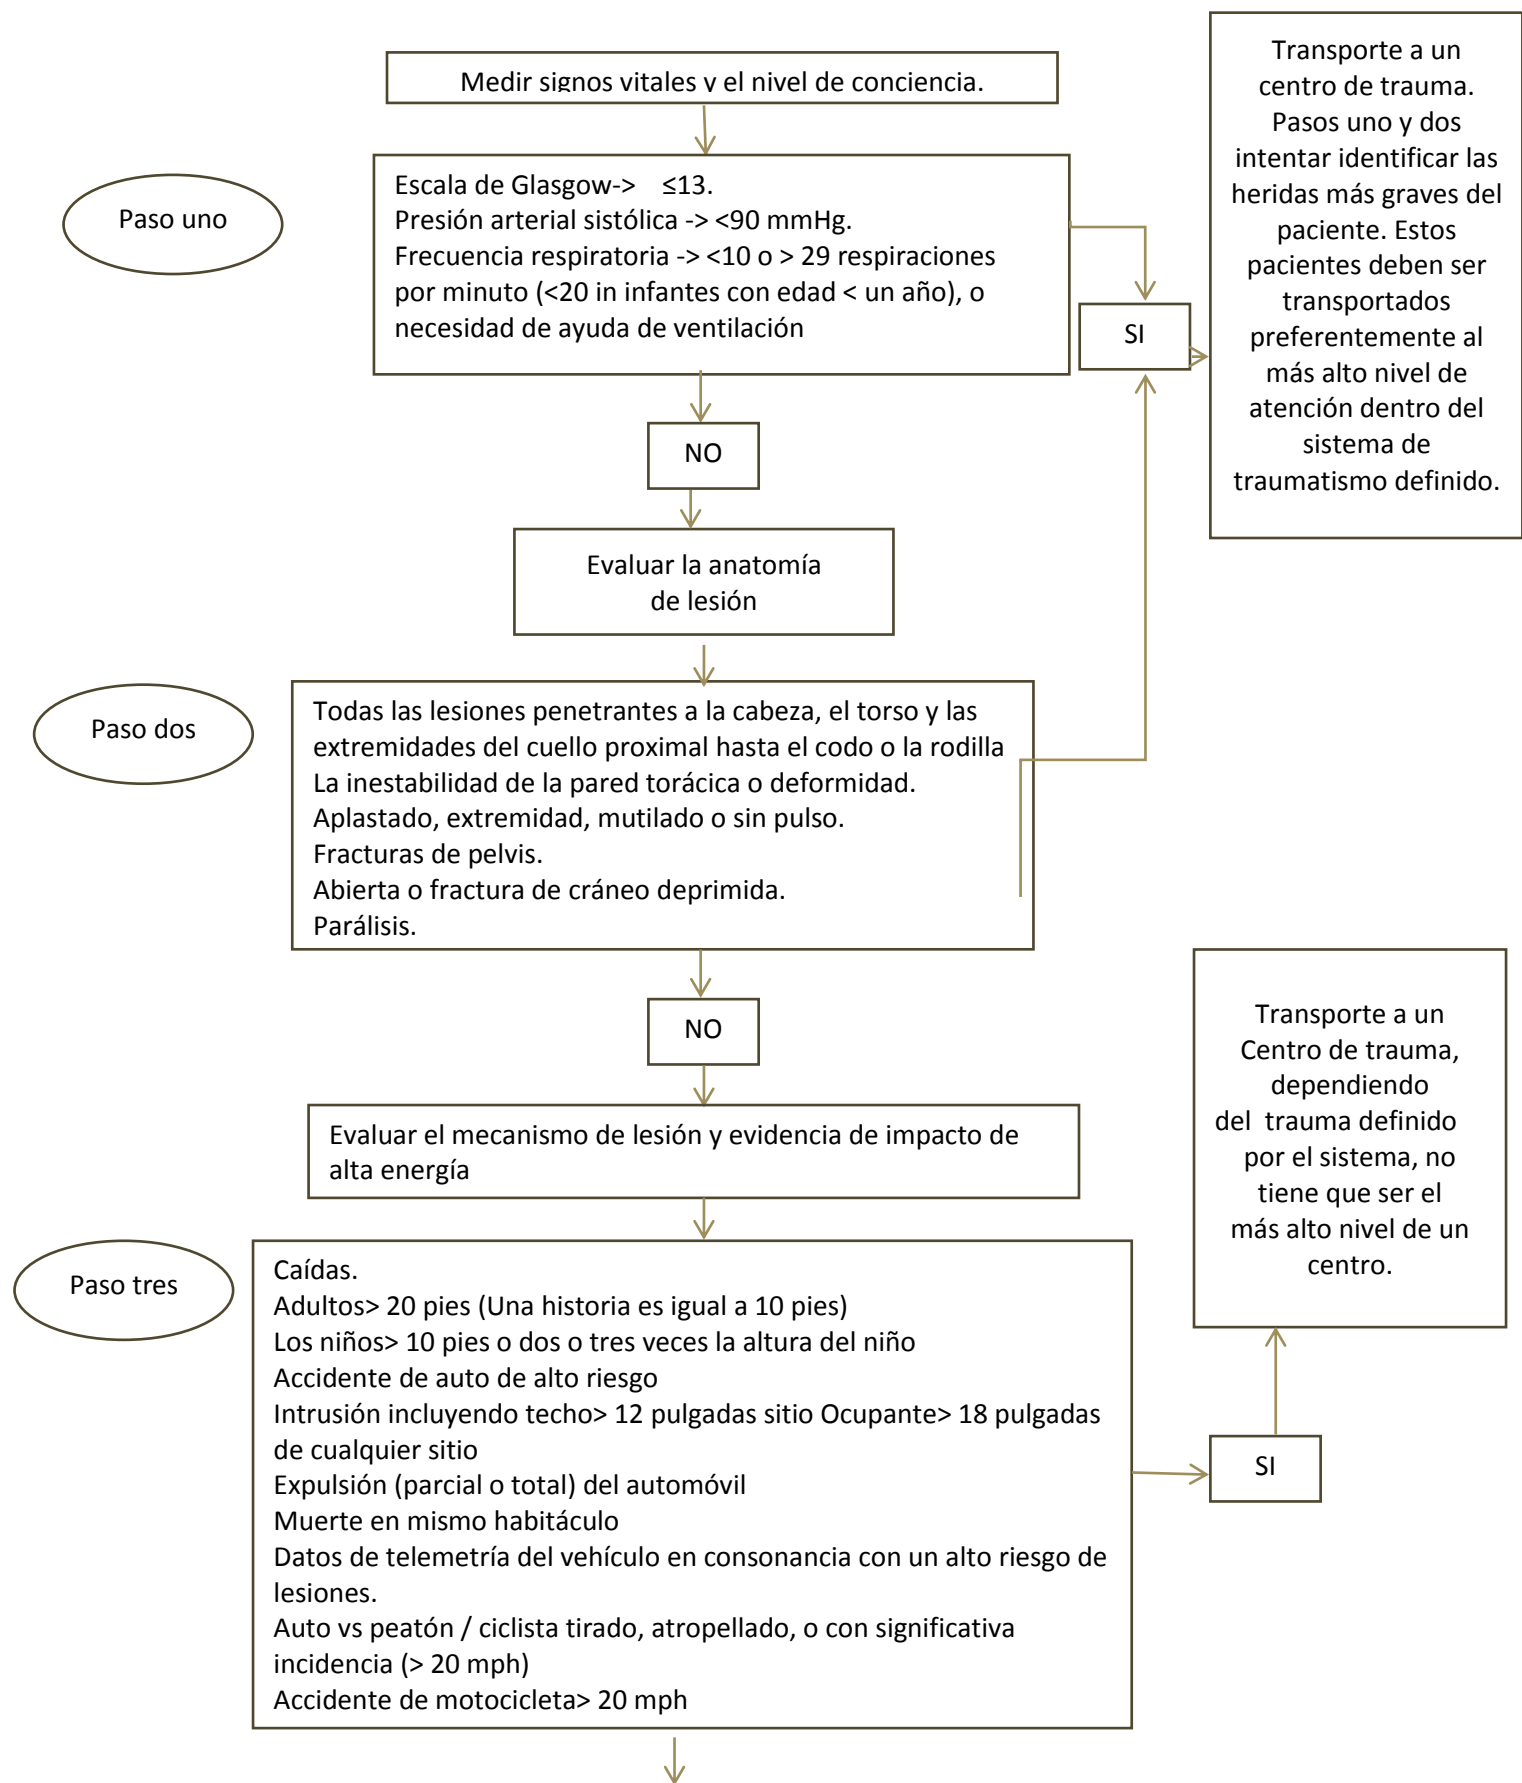 Medir signos vitales y el nivel de conciencia.
Paso uno
Escala de Glasgow->    ≤13.
Presión arterial sistólica -> <90 mmHg.
Frecuencia respiratoria -> <10 o > 29 respiraciones
por minuto (<20 in infantes con edad < un año), o
necesidad de ayuda de ventilación
SI
Transporte a un
centro de trauma.
Pasos uno y dos
intentar identificar las
heridas más graves del
paciente. Estos
pacientes deben ser
transportados
preferentemente al
más alto nivel de
atención dentro del
sistema de
traumatismo definido.
NO
Evaluar la anatomía
de lesión
Paso dos
Todas las lesiones penetrantes a la cabeza, el torso y las
extremidades del cuello proximal hasta el codo o la rodilla
La inestabilidad de la pared torácica o deformidad.
Aplastado, extremidad, mutilado o sin pulso.
Fracturas de pelvis.
Abierta o fractura de cráneo deprimida.
Parálisis.
NO
Evaluar el mecanismo de lesión y evidencia de impacto de
alta energía
Paso tres
Caídas.
Adultos> 20 pies (Una historia es igual a 10 pies)
Los niños> 10 pies o dos o tres veces la altura del niño
Accidente de auto de alto riesgo
Intrusión incluyendo techo> 12 pulgadas sitio Ocupante> 18 pulgadas
de cualquier sitio
Expulsión (parcial o total) del automóvil
Muerte en mismo habitáculo
Datos de telemetría del vehículo en consonancia con un alto riesgo de
lesiones.
Auto vs peatón / ciclista tirado, atropellado, o con significativa
incidencia (> 20 mph)
Accidente de motocicleta> 20 mph
SI
Transporte a un
Centro de trauma,
dependiendo
del  trauma definido
por el sistema, no
tiene que ser el
más alto nivel de un
centro.